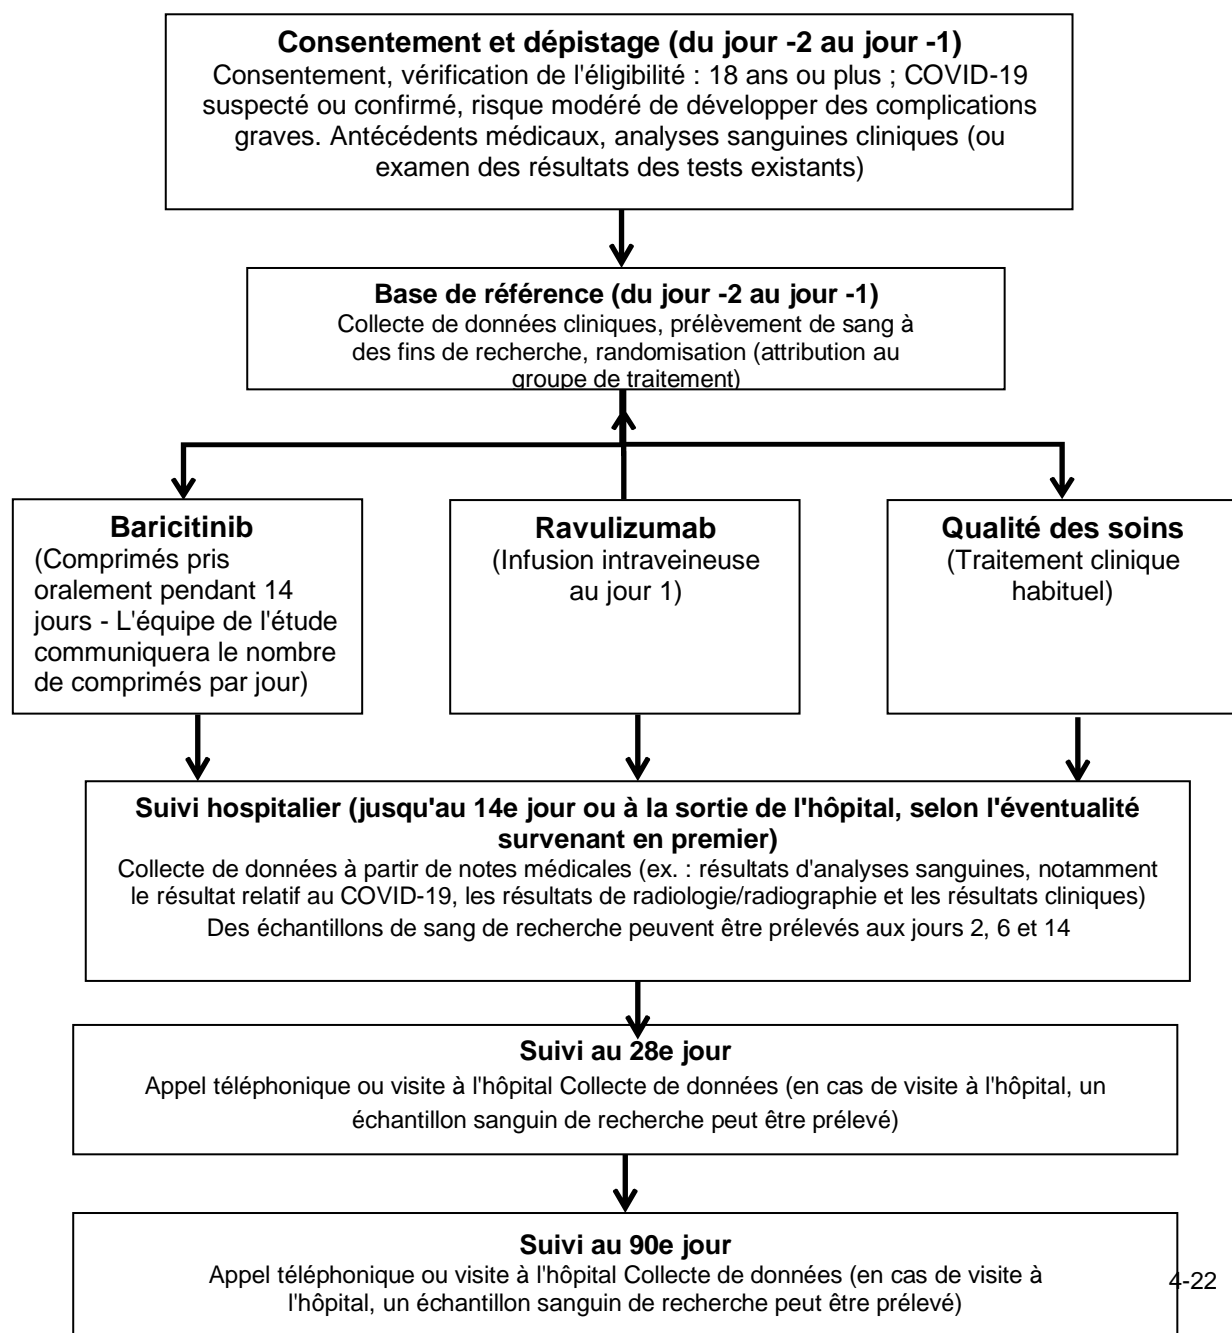 Consentement et dépistage (du jour -2 au jour -1)
Consentement, vérification de l'éligibilité : 18 ans ou plus ; COVID-19
suspecté ou confirmé, risque modéré de développer des complications
graves. Antécédents médicaux, analyses sanguines cliniques (ou
examen des résultats des tests existants)
Base de référence (du jour -2 au jour -1)
Collecte de données cliniques, prélèvement de sang à
des fins de recherche, randomisation (attribution au
groupe de traitement)
Baricitinib
(Comprimés pris
oralement pendant 14
jours - L'équipe de l'étude
communiquera le nombre
de comprimés par jour)
Ravulizumab
(Infusion intraveineuse
au jour 1)
Qualité des soins
(Traitement clinique
habituel)
Suivi hospitalier (jusqu'au 14e jour ou à la sortie de l'hôpital, selon l'éventualité
survenant en premier)
Collecte de données à partir de notes médicales (ex. : résultats d'analyses sanguines, notamment
le résultat relatif au COVID-19, les résultats de radiologie/radiographie et les résultats cliniques)
Des échantillons de sang de recherche peuvent être prélevés aux jours 2, 6 et 14
Suivi au 28e jour
Appel téléphonique ou visite à l'hôpital Collecte de données (en cas de visite à l'hôpital, un
échantillon sanguin de recherche peut être prélevé)
Suivi au 90e jour
Appel téléphonique ou visite à l'hôpital Collecte de données (en cas de visite à
l'hôpital, un échantillon sanguin de recherche peut être prélevé)
4-22